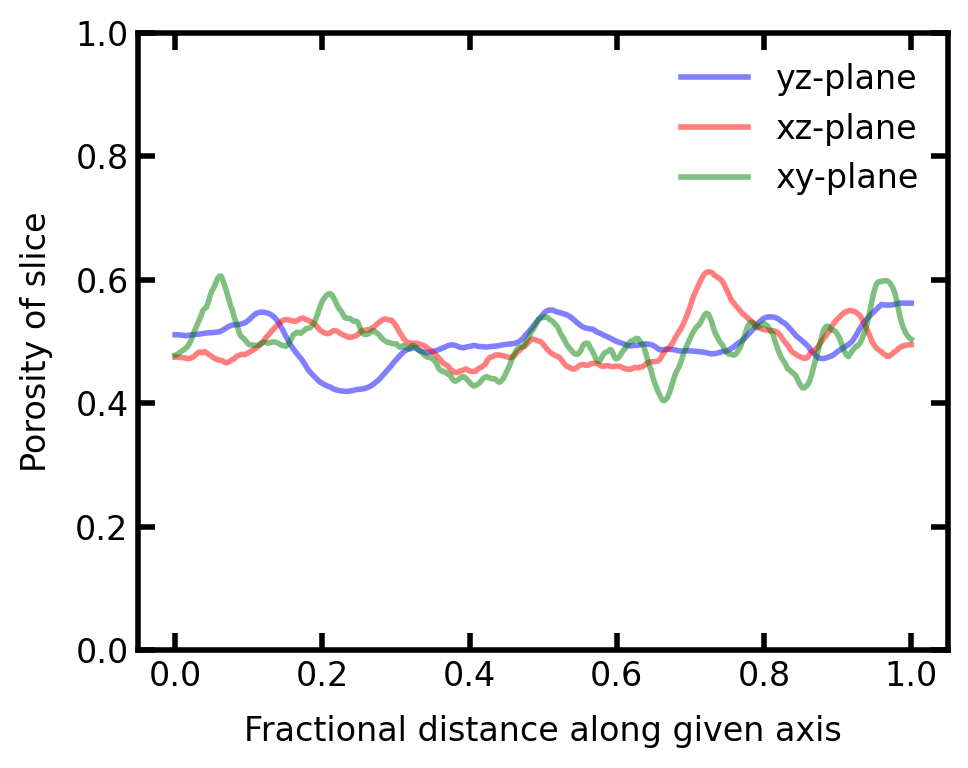 1.0
0.8
0.6
0.4
0.2
0.0
Porosity of slice
yz-plane
xz-plane
xy-plane
0.0 0.2 0.4 0.6 0.8 1.0
Fractional distance along given axis